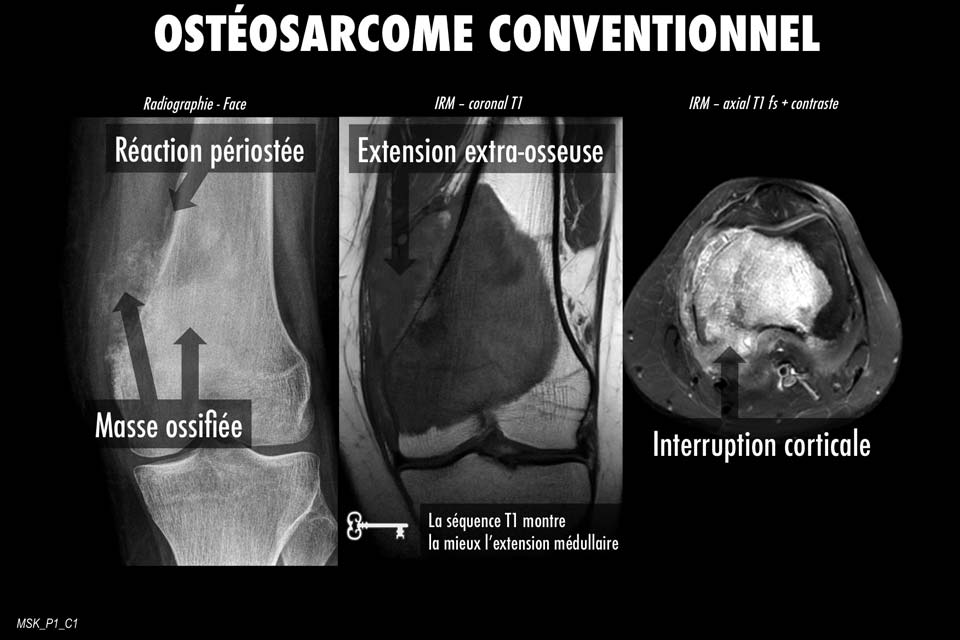 OSTÉOSARCOME CONVENTIONNEL
Radiographie - Face
IRM – coronal T1
IRM – axial T1 fs + contraste
Réaction périostée
Extension extra-osseuse
Masse ossifiée
Interruption corticale
La séquence T1 montre
la mieux l’extension médullaire
MSK_P1_C1